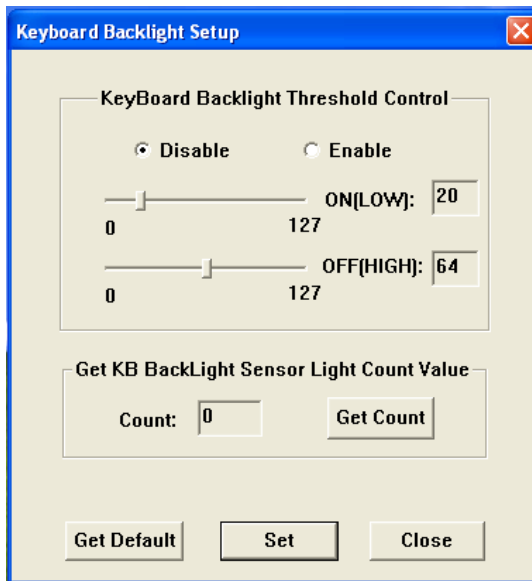 Keyboard Backlight Setup
KeyBoard Backlight Threshold Control
Disable Enable
ON(LOW): 20
0 127
OFF(HIGH): 64
0 127
Get KB BackLight Sensor Light Count Value
Count: 0 Get Count
Get Default Set Close